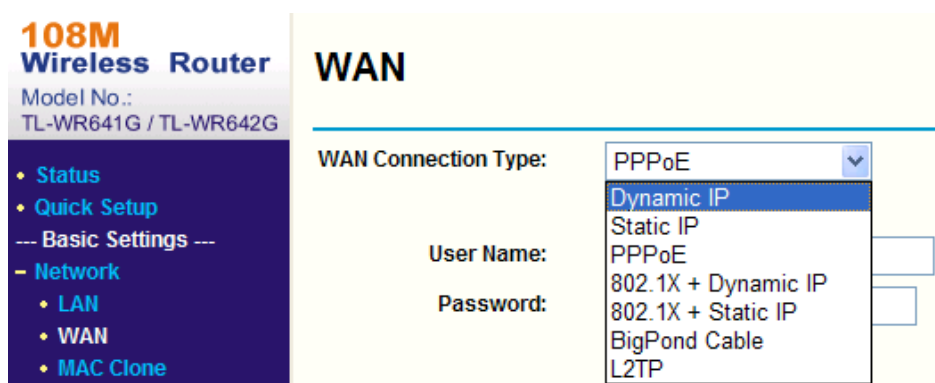 108M
Wireless Router
Model No.:
TL-WR641G / TL-WR642G
• Status
• Quick Setup
--- Basic Settings ---
– Network
• LAN
• WAN
• MAC Clone
WAN
WAN Connection Type: PPPoE
Dynamic IP
Static IP
User Name:
PPPoE
802.1X + Dynamic IP
Password:
802.1X + Static IP
BigPond Cable
L2TP